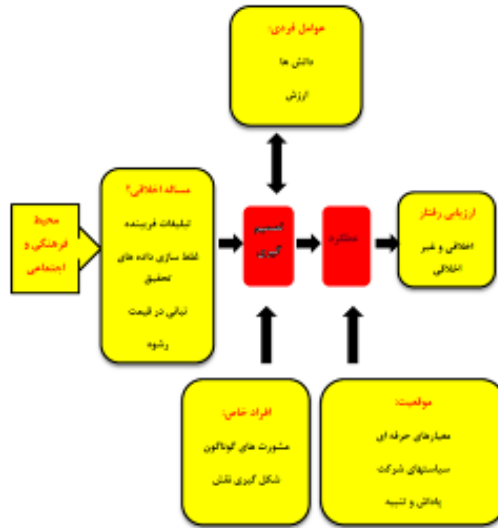 عوامل فردی:
دانش ها
ارزش
محیط
فرهنگی و
اجتماعی
مساله اخلاقی؟
تبلیغات فریبنده
غلط سازی داده های
تحقیق
تبانی در قیمت
رشوه
تصمیم
گیری
عملکرد
ارزیابی رفتار
اخلاقی و غیر
اخلاقی
افراد خاص:
مشورت های گوناگون
شکل گیری نقش
موقعیت:
معیارهای حرفه ای
سیاستهای شرکت
پاداش و تنبیه